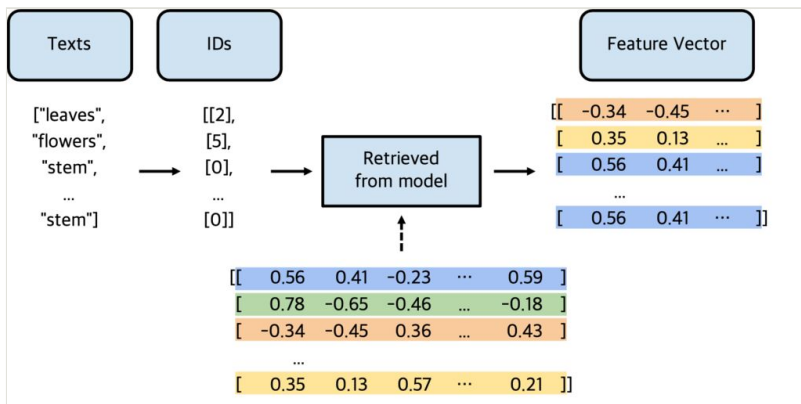 Texts
IDs
Feature Vector
["leaves",
"flowers",
"stem",
...
"stem"]
[[2],
[5],
[0],
...
[0]]
Retrieved
from model
[[ -0.34 -0.45 ⋯ ]
[ 0.35 0.13 ... ]
[ 0.56 0.41 ... ]
...
[ 0.56 0.41 ⋯ ]]
[[ 0.56 0.41 -0.23 ⋯ 0.59 ]
[ 0.78 -0.65 -0.46 ... -0.18 ]
[ -0.34 -0.45 0.36 ... 0.43 ]
...
[ 0.35 0.13 0.57 ⋯ 0.21 ]]